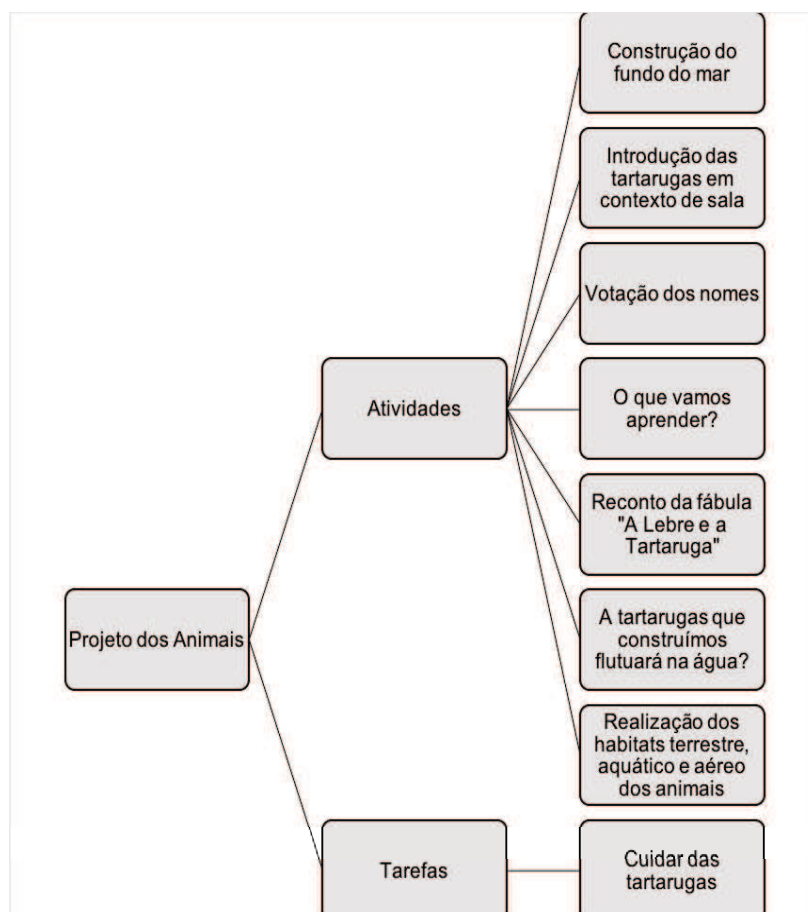 Construção do
fundo do mar
Introdução das
tartarugas em
contexto de sala
Votação dos nomes
Atividades
O que vamos
aprender?
Reconto da fábula
"A Lebre e a
Tartaruga"
Projeto dos Animais
A tartarugas que
construímos
flutuará na água?
Realização dos
habitats terrestre,
aquático e aéreo
dos animais
Tarefas
Cuidar das
tartarugas